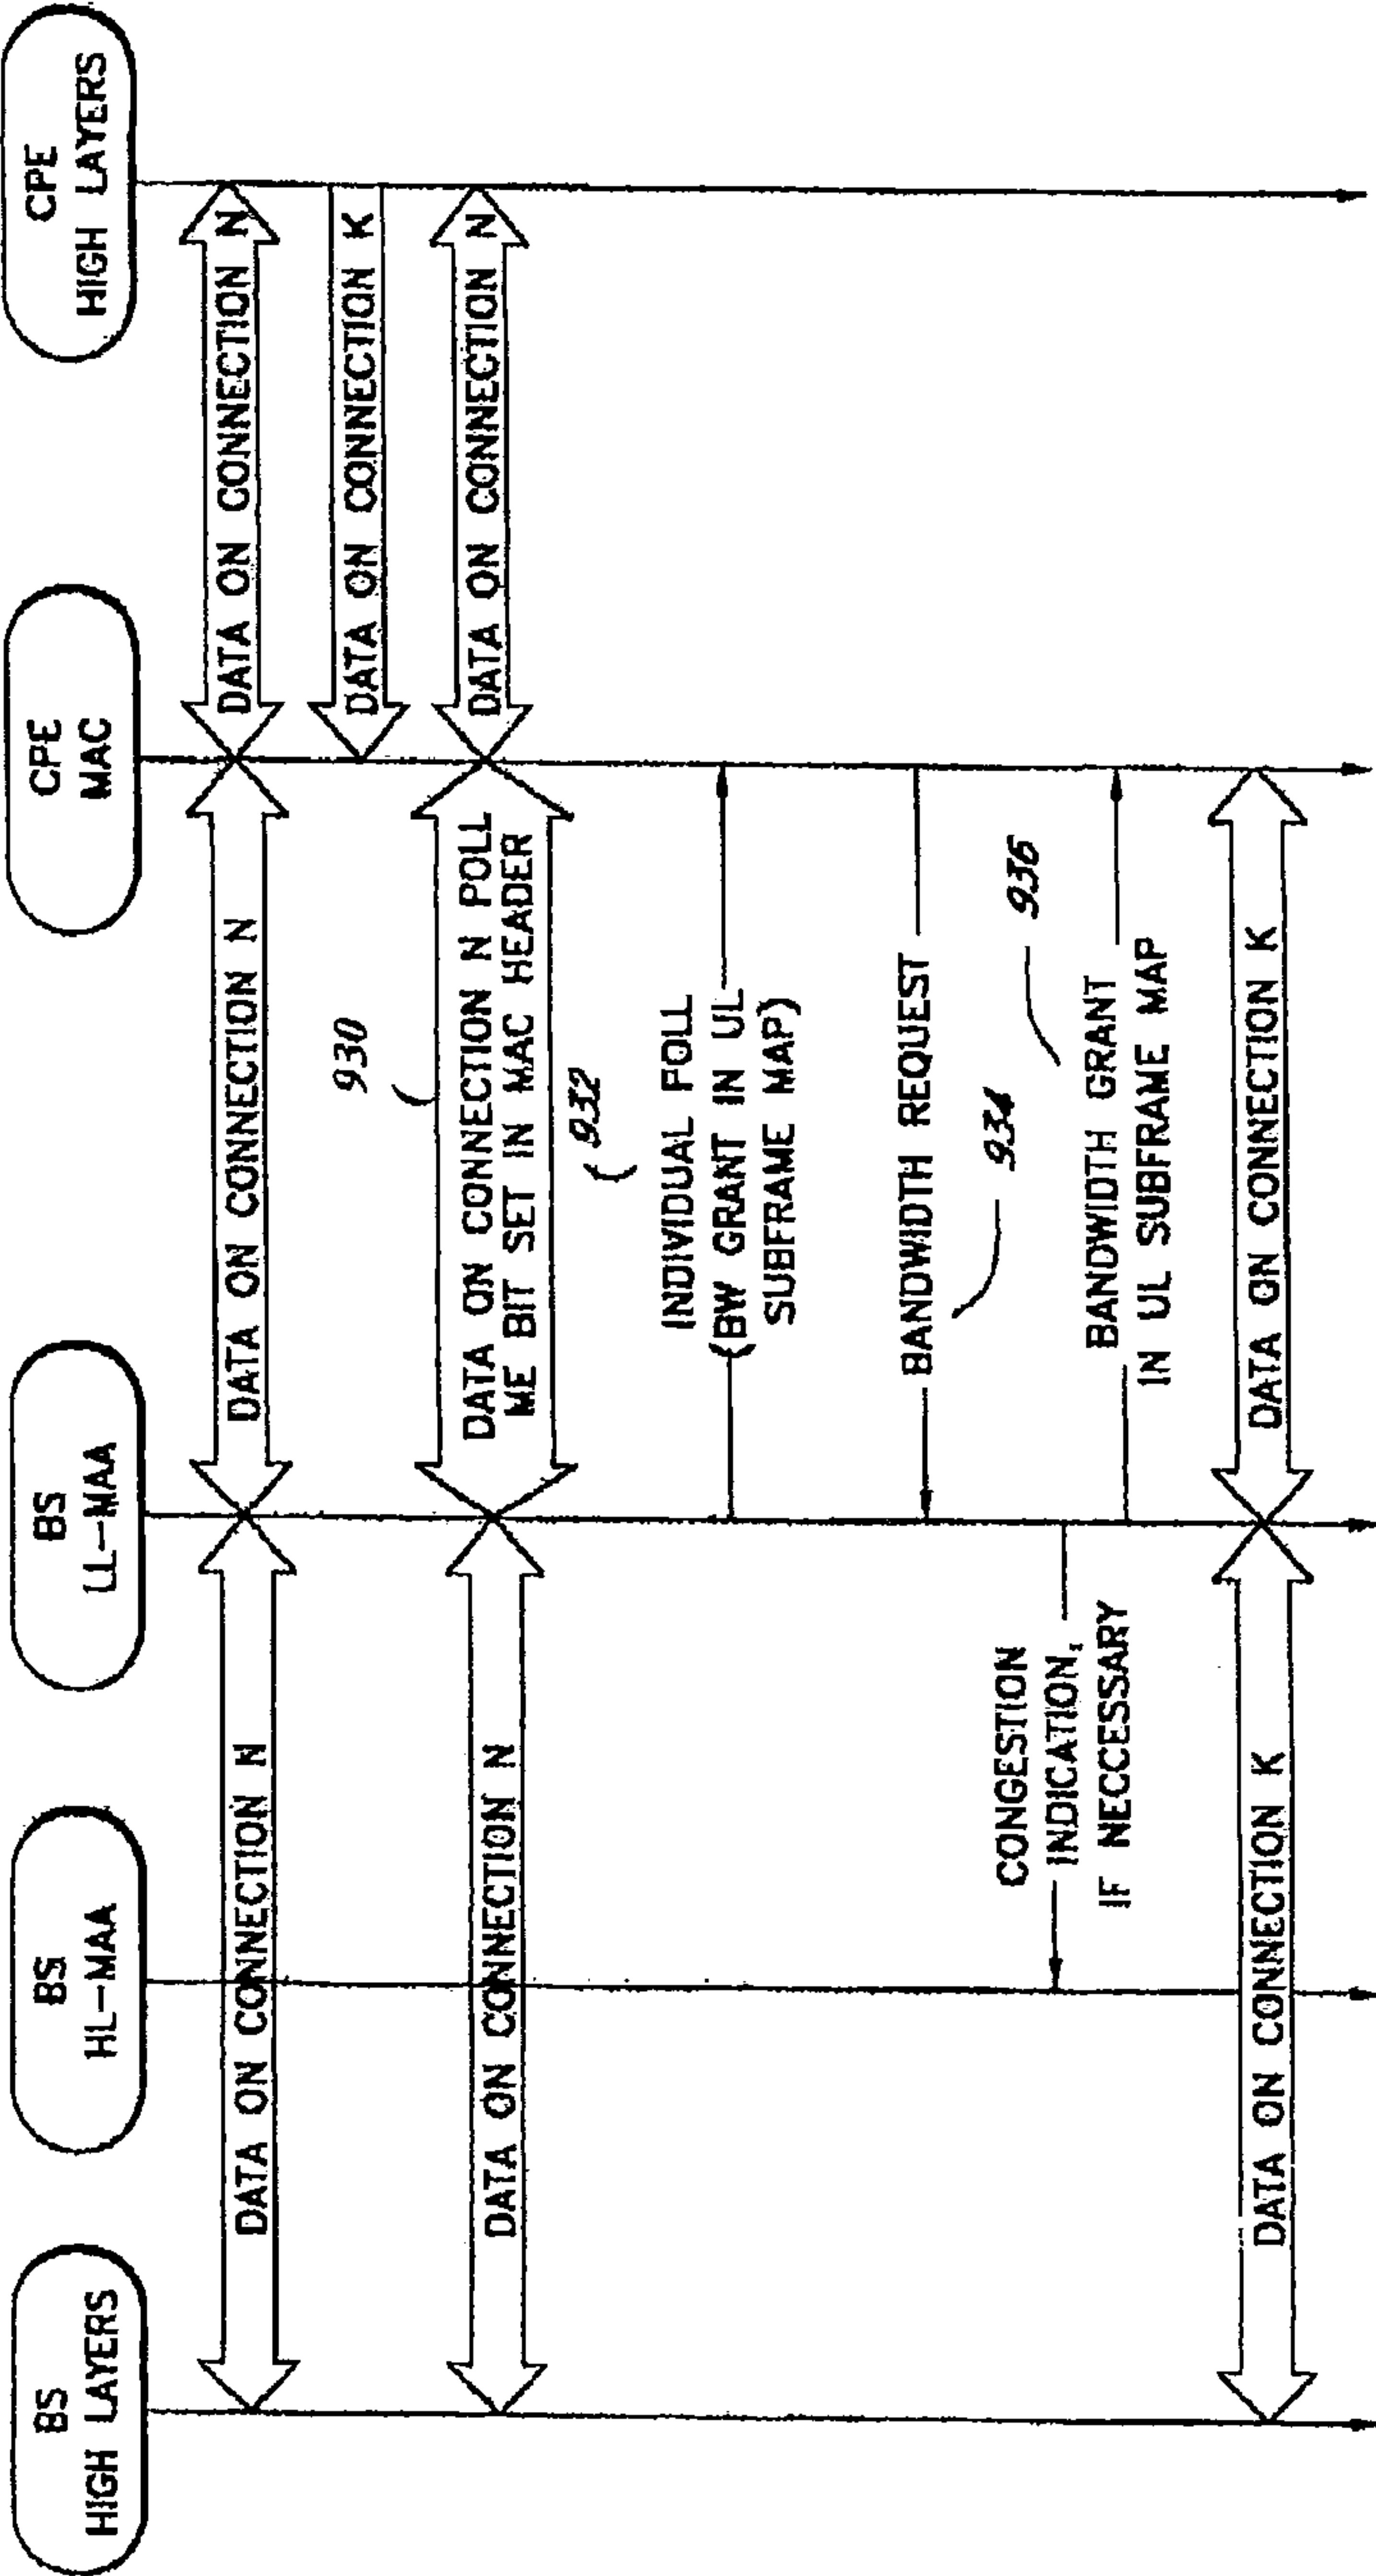 BS
HIGH LAYERS
BS
HL-MAA
BS
LL-MAA
CPE
MAC
CPE
HIGH LAYERS
DATA ON CONNECTION N
DATA ON CONNECTION N
DATA ON CONNECTION N
930
DATA ON CONNECTION K
DATA ON CONNECTION N
DATA ON CONNECTION N POLL
ME BIT SET IN MAC HEADER
DATA ON CONNECTION N
932
INDIVIDUAL POLL
(BW GRANT IN UL
SUBFRAME MAP)
BANDWIDTH REQUEST
934
936
CONGESTION
INDICATION,
IF NECCESSARY
BANDWIDTH GRANT
IN UL SUBFRAME MAP
DATA ON CONNECTION K
DATA ON CONNECTION K